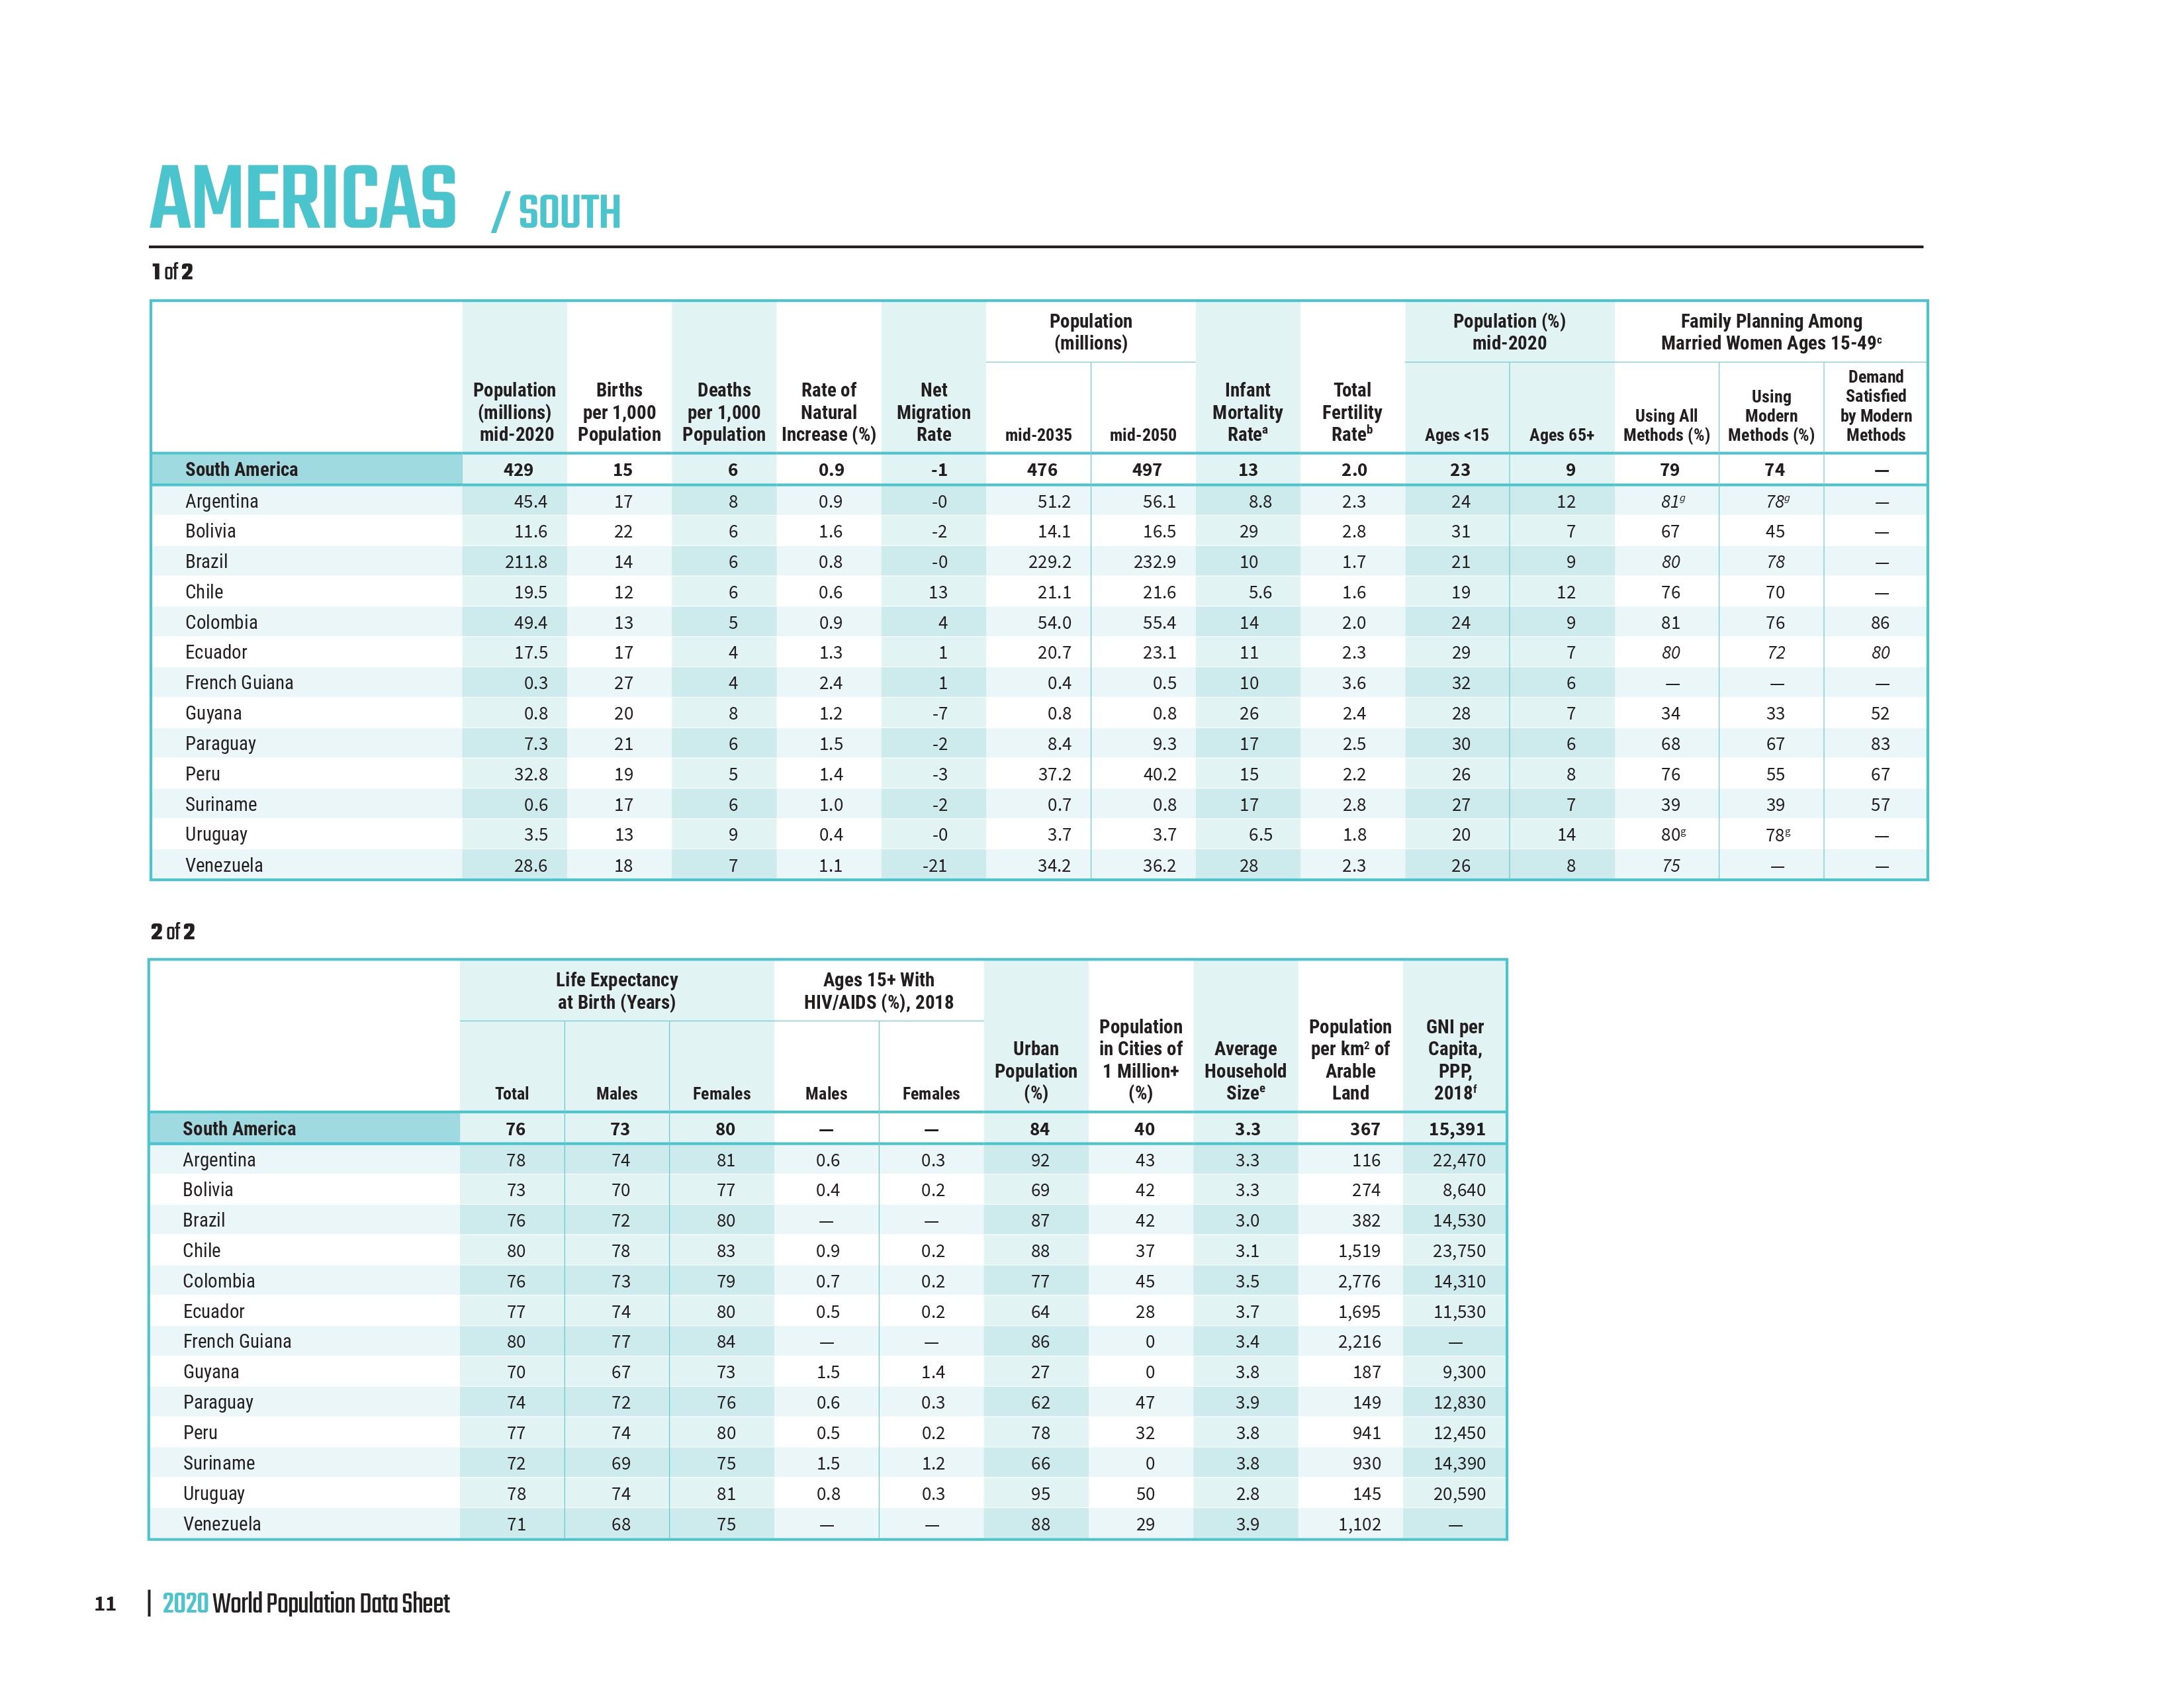 AMERICAS / SOUTH
1 of 2
Population (millions) mid-2020 | Births per 1,000 Population | Deaths per 1,000 Population | Rate of Natural Increase (%) | Net Migration Rate | Population (millions) mid-2035 | mid-2050 | Infant Mortality Rateᵃ | Total Fertility Rateᵇ | Population (%) mid-2020 Ages <15 | Ages 65+ | Family Planning Among Married Women Ages 15-49ᶜ Using All Methods (%) | Using Modern Methods (%) | Demand Satisfied by Modern Methods
South America 429 15 6 0.9 -1 476 497 13 2.0 23 9 79 74 —
Argentina 45.4 17 8 0.9 -0 51.2 56.1 8.8 2.3 24 12 81ᵍ 78ᵍ —
Bolivia 11.6 22 6 1.6 -2 14.1 16.5 29 2.8 31 7 67 45 —
Brazil 211.8 14 6 0.8 -0 229.2 232.9 10 1.7 21 9 80 78 —
Chile 19.5 12 6 0.6 13 21.1 21.6 5.6 1.6 19 12 76 70 —
Colombia 49.4 13 5 0.9 4 54.0 55.4 14 2.0 24 9 81 76 86
Ecuador 17.5 17 4 1.3 1 20.7 23.1 11 2.3 29 7 80 72 80
French Guiana 0.3 27 4 2.4 1 0.4 0.5 10 3.6 32 6 — — —
Guyana 0.8 20 8 1.2 -7 0.8 0.8 26 2.4 28 7 34 33 52
Paraguay 7.3 21 6 1.5 -2 8.4 9.3 17 2.5 30 6 68 67 83
Peru 32.8 19 5 1.4 -3 37.2 40.2 15 2.2 26 8 76 55 67
Suriname 0.6 17 6 1.0 -2 0.7 0.8 17 2.8 27 7 39 39 57
Uruguay 3.5 13 9 0.4 -0 3.7 3.7 6.5 1.8 20 14 80ᵍ 78ᵍ —
Venezuela 28.6 18 7 1.1 -21 34.2 36.2 28 2.3 26 8 75 — —
2 of 2
Life Expectancy at Birth (Years) Total | Males | Females | Ages 15+ With HIV/AIDS (%), 2018 Males | Females | Urban Population (%) | Population in Cities of 1 Million+ (%) | Average Household Sizeᵉ | Population per km² of Arable Land | GNI per Capita, PPP, 2018ᶠ
South America 76 73 80 — — 84 40 3.3 367 15,391
Argentina 78 74 81 0.6 0.3 92 43 3.3 116 22,470
Bolivia 73 70 77 0.4 0.2 69 42 3.3 274 8,640
Brazil 76 72 80 — — 87 42 3.0 382 14,530
Chile 80 78 83 0.9 0.2 88 37 3.1 1,519 23,750
Colombia 76 73 79 0.7 0.2 77 45 3.5 2,776 14,310
Ecuador 77 74 80 0.5 0.2 64 28 3.7 1,695 11,530
French Guiana 80 77 84 — — 86 0 3.4 2,216 —
Guyana 70 67 73 1.5 1.4 27 0 3.8 187 9,300
Paraguay 74 72 76 0.6 0.3 62 47 3.9 149 12,830
Peru 77 74 80 0.5 0.2 78 32 3.8 941 12,450
Suriname 72 69 75 1.5 1.2 66 0 3.8 930 14,390
Uruguay 78 74 81 0.8 0.3 95 50 2.8 145 20,590
Venezuela 71 68 75 — — 88 29 3.9 1,102 —
11 | 2020 World Population Data Sheet